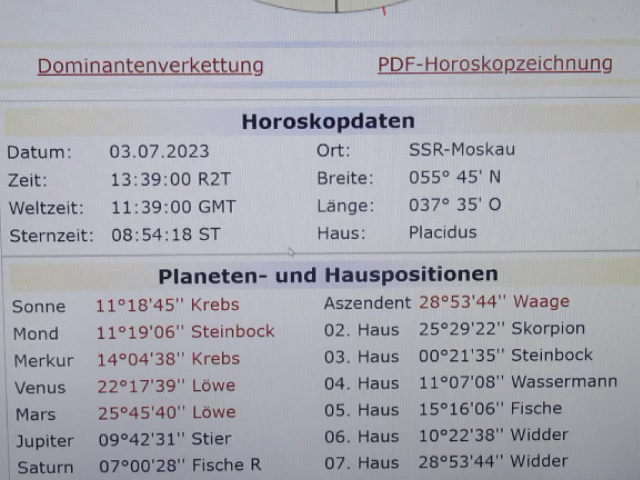 Dominantenverkettung PDF-Horoskopzeichnung
Horoskopdaten
Datum: 03.07.2023 Ort: SSR-Moskau
Zeit: 13:39:00 R2T Breite: 055° 45' N
Weltzeit: 11:39:00 GMT Länge: 037° 35' O
Sternzeit: 08:54:18 ST Haus: Placidus
Planeten- und Hauspositionen
Sonne 11°18'45" Krebs Aszendent 28°53'44" Waage
Mond 11°19'06" Steinbock 02. Haus 25°29'22" Skorpion
Merkur 14°04'38" Krebs 03. Haus 00°21'35" Steinbock
Venus 22°17'39" Löwe 04. Haus 11°07'08" Wassermann
Mars 25°45'40" Löwe 05. Haus 15°16'06" Fische
Jupiter 09°42'31" Stier 06. Haus 10°22'38" Widder
Saturn 07°00'28" Fische R 07. Haus 28°53'44" Widder